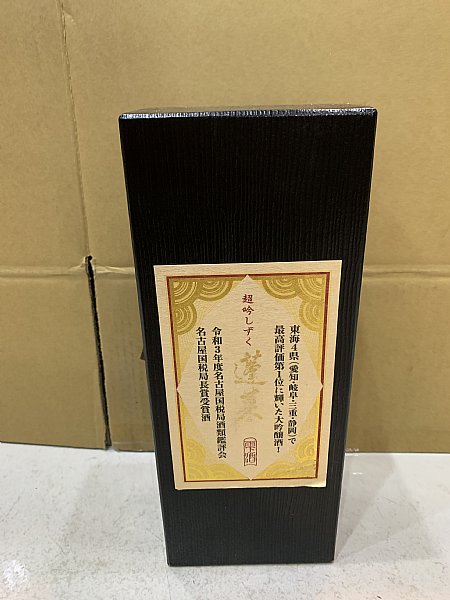 東海4県(愛知・岐阜・三重・静岡)で
最高評価第1位に輝いた大吟醸酒!
超吟しずく
蓬莱
令和3年度名古屋国税局酒類鑑評会
名古屋国税局長賞受賞酒